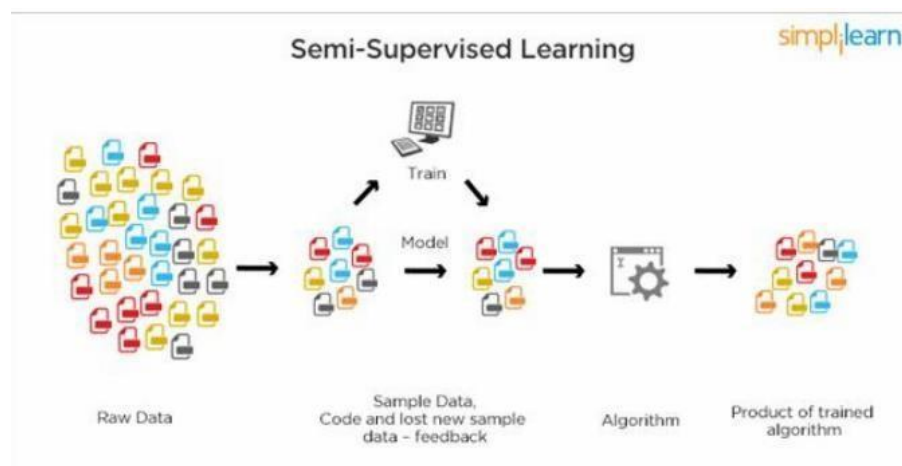 simplilearn
Semi-Supervised Learning
Train
Model
Raw Data
Sample Data,
Code and lost new sample
data - feedback
Algorithm
Product of trained
algorithm